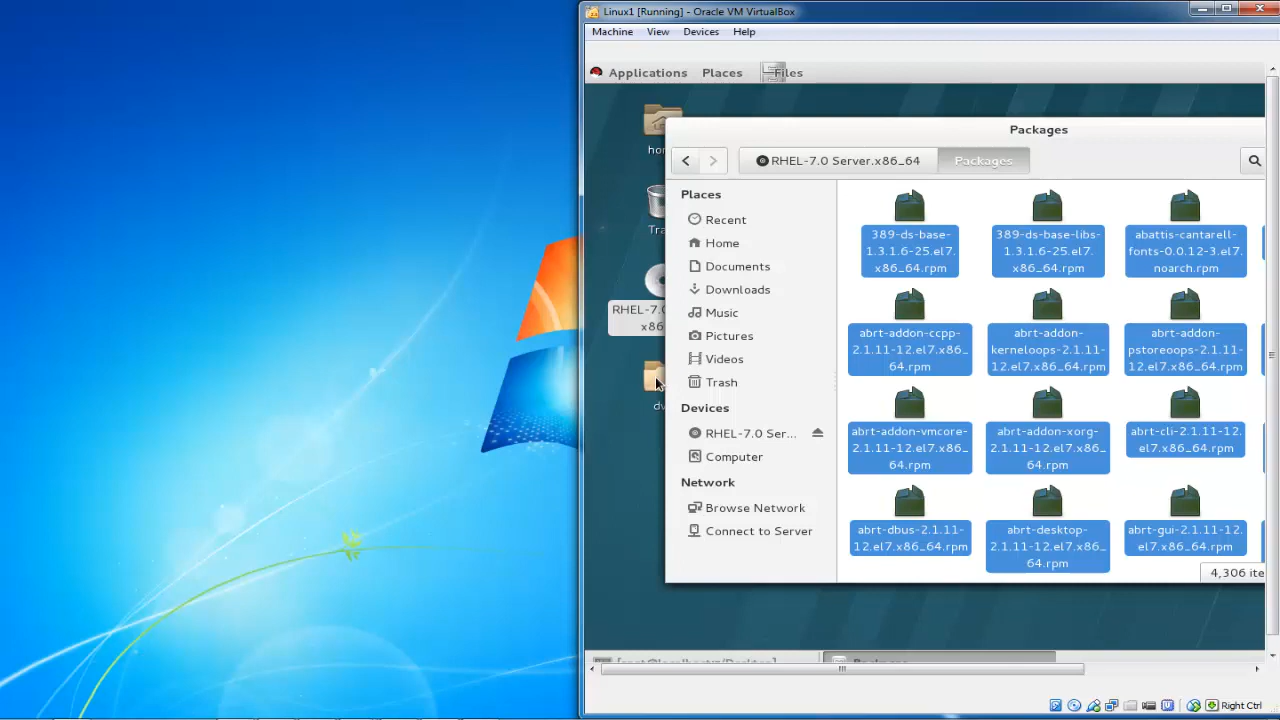 Linux1 [Running] - Oracle VM VirtualBox
Machine View Devices Help
Applications Places Files
Packages
RHEL-7.0 Server.x86_64 Packages
Places
Recent
Home
Documents
Downloads
Music
Pictures
Videos
Trash
Devices
RHEL-7.0 Ser...
Computer
Network
Browse Network
Connect to Server
hom
Tra
RHEL-7.0
x86
dv
389-ds-base-
1.3.1.6-25.el7.
x86_64.rpm
389-ds-base-libs-
1.3.1.6-25.el7.
x86_64.rpm
abattis-cantarell-
fonts-0.0.12-3.el7.
noarch.rpm
abrt-addon-ccpp-
2.1.11-12.el7.x86_
64.rpm
abrt-addon-
kerneloops-2.1.11-
12.el7.x86_64.rpm
abrt-addon-
pstoreoops-2.1.11-
12.el7.x86_64.rpm
abrt-addon-vmcore-
2.1.11-12.el7.x86_
64.rpm
abrt-addon-xorg-
2.1.11-12.el7.x86_
64.rpm
abrt-cli-2.1.11-12.
el7.x86_64.rpm
abrt-dbus-2.1.11-
12.el7.x86_64.rpm
abrt-desktop-
2.1.11-12.el7.x86_
64.rpm
abrt-gui-2.1.11-12.
el7.x86_64.rpm
4,306 ite
Right Ctrl